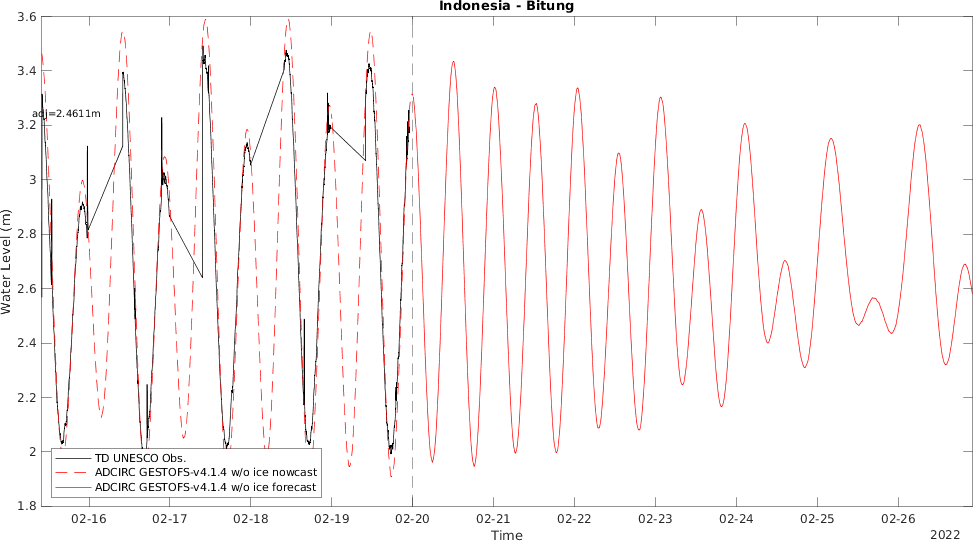 Indonesia - Bitung
3.6
3.4
adj=2.4611m
3.2
3
2.8
2.6
2.4
2.2
2
1.8
Water Level (m)
TD UNESCO Obs.
ADCIRC GESTOFS-v4.1.4 w/o ice nowcast
ADCIRC GESTOFS-v4.1.4 w/o ice forecast
02-16 02-17 02-18 02-19 02-20 02-21 02-22 02-23 02-24 02-25 02-26
Time
2022